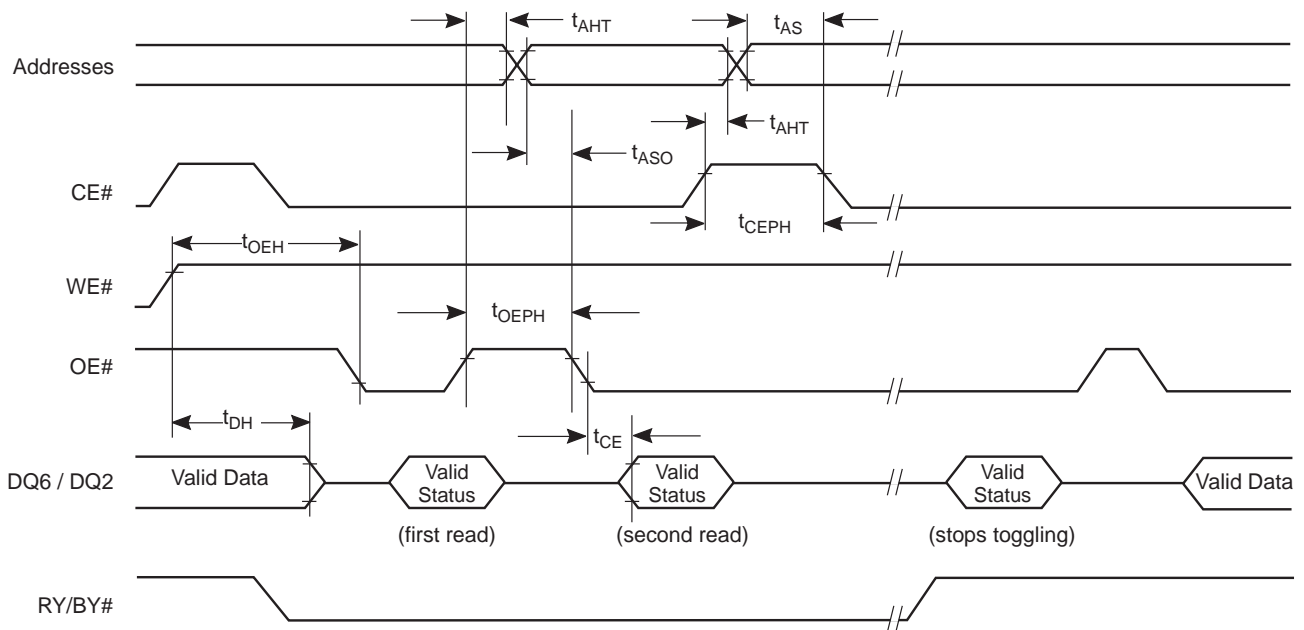 tAHT
tAS
Addresses
tAHT
tASO
CE#
tCEPH
tOEH
WE#
tOEPH
OE#
tDH
tCE
DQ6 / DQ2
Valid Data
Valid
Status
Valid
Status
Valid
Status
Valid Data
(first read)
(second read)
(stops toggling)
RY/BY#